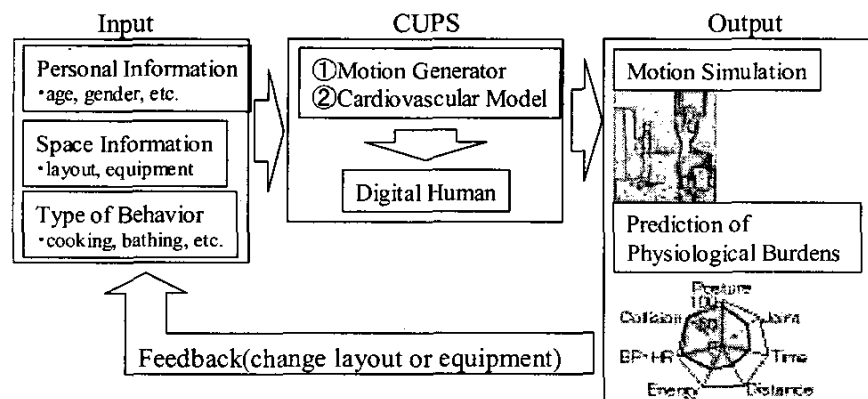 Input
Personal Information
・age, gender, etc.
Space Information
・layout, equipment
Type of Behavior
・cooking, bathing, etc.
CUPS
①Motion Generator
②Cardiovascular Model
Digital Human
Output
Motion Simulation
Prediction of
Physiological Burdens
Posture
100
Collision
Joint
BP・HR
Time
Energy
Distance
Feedback(change layout or equipment)